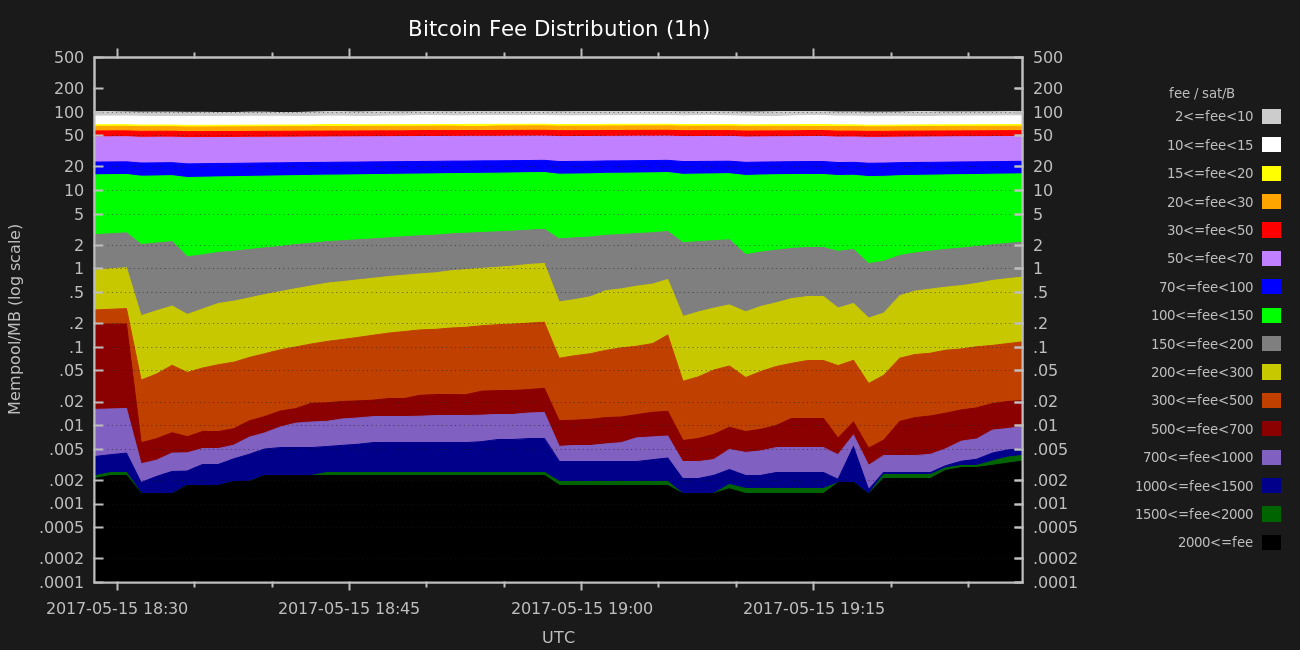 Bitcoin Fee Distribution (1h)
500
200
100
50
20
10
5
2
1
.5
.2
.1
.05
.02
.01
.005
.002
.001
.0005
.0002
.0001
Mempool/MB (log scale)
500
200
100
50
20
10
5
2
1
.5
.2
.1
.05
.02
.01
.005
.002
.001
.0005
.0002
.0001
2017-05-15 18:30 2017-05-15 18:45 2017-05-15 19:00 2017-05-15 19:15
UTC
fee / sat/B
2<=fee<10
10<=fee<15
15<=fee<20
20<=fee<30
30<=fee<50
50<=fee<70
70<=fee<100
100<=fee<150
150<=fee<200
200<=fee<300
300<=fee<500
500<=fee<700
700<=fee<1000
1000<=fee<1500
1500<=fee<2000
2000<=fee